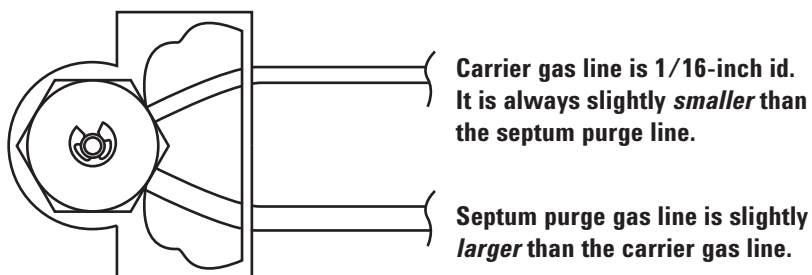 Carrier gas line is 1/16-inch id.
It is always slightly smaller than
the septum purge line.
Septum purge gas line is slightly
larger than the carrier gas line.